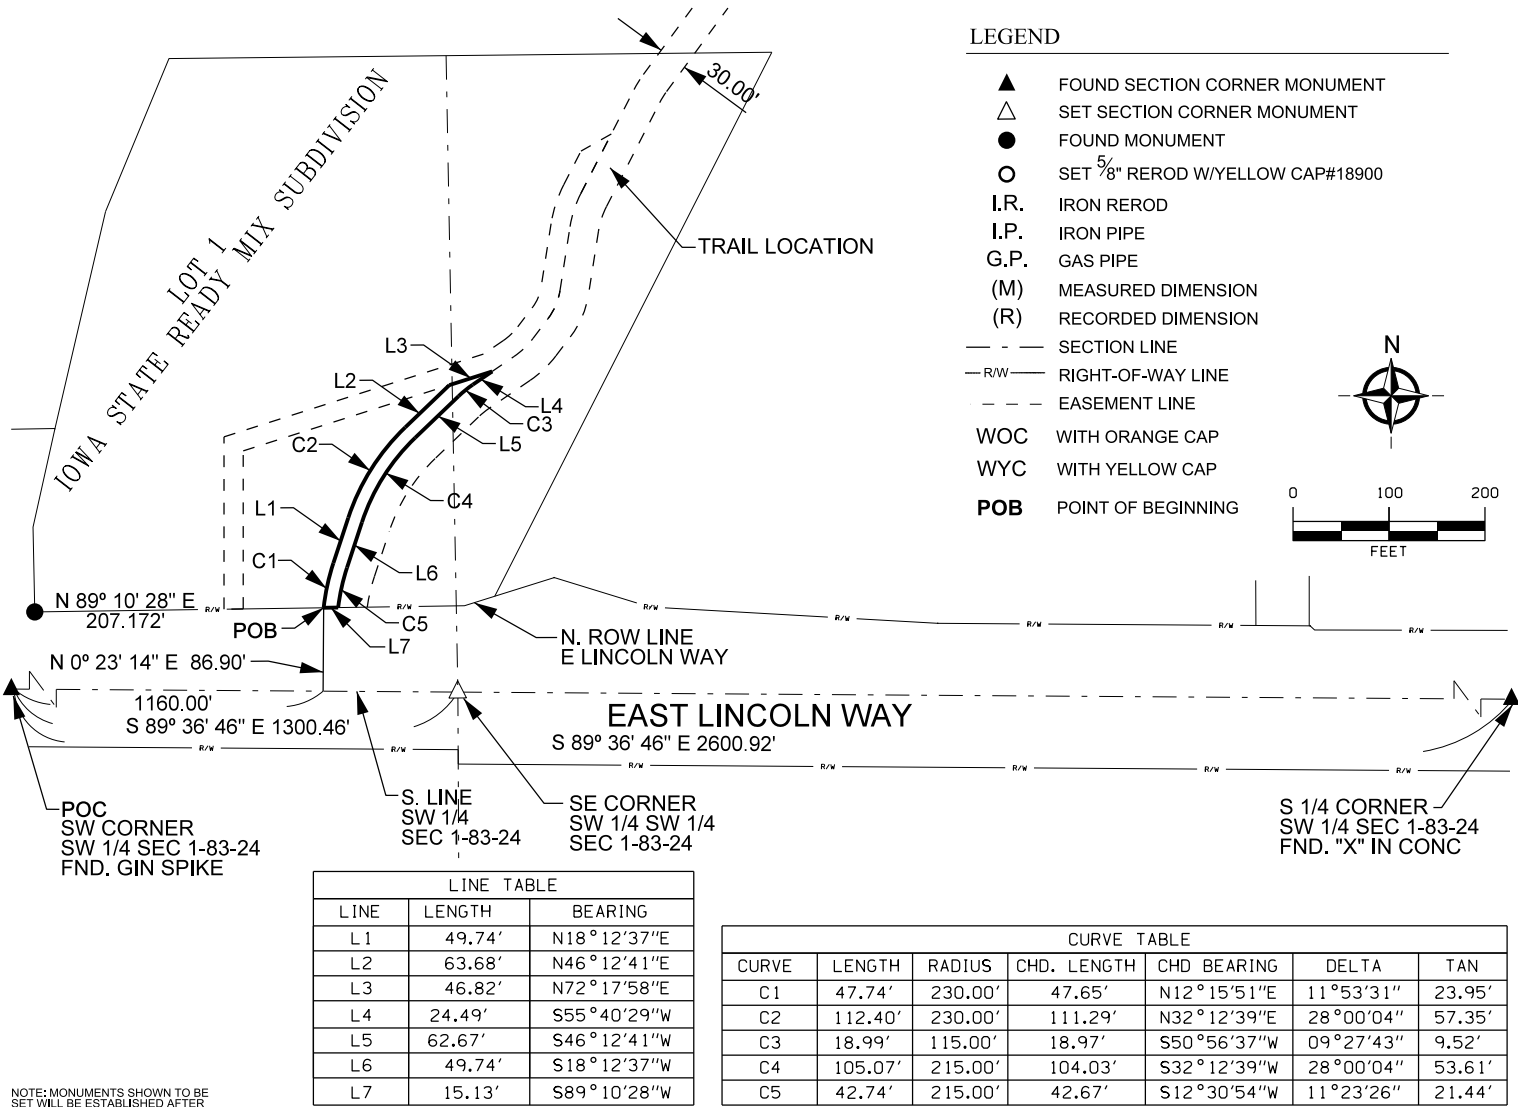 30.00'
IOWA STATE READY MIX SUBDIVISION
LOT 1
TRAIL LOCATION
L3
L2
L4
C3
L5
C2
C4
L1
C1
L6
C5
L7
N 89º 10' 28" E
207.172'
R/W
R/W
R/W
R/W
R/W
R/W
R/W
POB
N. ROW LINE
E LINCOLN WAY
N 0º 23' 14" E 86.90'
1160.00'
S 89º 36' 46" E 1300.46'
EAST LINCOLN WAY
S 89º 36' 46" E 2600.92'
R/W
R/W
R/W
R/W
R/W
R/W
R/W
POC
SW CORNER
SW 1/4 SEC 1-83-24
FND. GIN SPIKE
S. LINE
SW 1/4
SEC 1-83-24
SE CORNER
SW 1/4 SW 1/4
SEC 1-83-24
S 1/4 CORNER
SW 1/4 SEC 1-83-24
FND. "X" IN CONC
LEGEND
FOUND SECTION CORNER MONUMENT
SET SECTION CORNER MONUMENT
FOUND MONUMENT
SET 5/8" REROD W/YELLOW CAP#18900
I.R. IRON REROD
I.P. IRON PIPE
G.P. GAS PIPE
(M) MEASURED DIMENSION
(R) RECORDED DIMENSION
SECTION LINE
R/W RIGHT-OF-WAY LINE
EASEMENT LINE
WOC WITH ORANGE CAP
WYC WITH YELLOW CAP
POB POINT OF BEGINNING
N
0 100 200
FEET
LINE TABLE
LINE LENGTH BEARING
L1 49.74' N18°12'37"E
L2 63.68' N46°12'41"E
L3 46.82' N72°17'58"E
L4 24.49' S55°40'29"W
L5 62.67' S46°12'41"W
L6 49.74' S18°12'37"W
L7 15.13' S89°10'28"W
CURVE TABLE
CURVE LENGTH RADIUS CHD. LENGTH CHD BEARING DELTA TAN
C1 47.74' 230.00' 47.65' N12°15'51"E 11°53'31" 23.95'
C2 112.40' 230.00' 111.29' N32°12'39"E 28°00'04" 57.35'
C3 18.99' 115.00' 18.97' S50°56'37"W 09°27'43" 9.52'
C4 105.07' 215.00' 104.03' S32°12'39"W 28°00'04" 53.61'
C5 42.74' 215.00' 42.67' S12°30'54"W 11°23'26" 21.44'
NOTE: MONUMENTS SHOWN TO BE
SET WILL BE ESTABLISHED AFTER